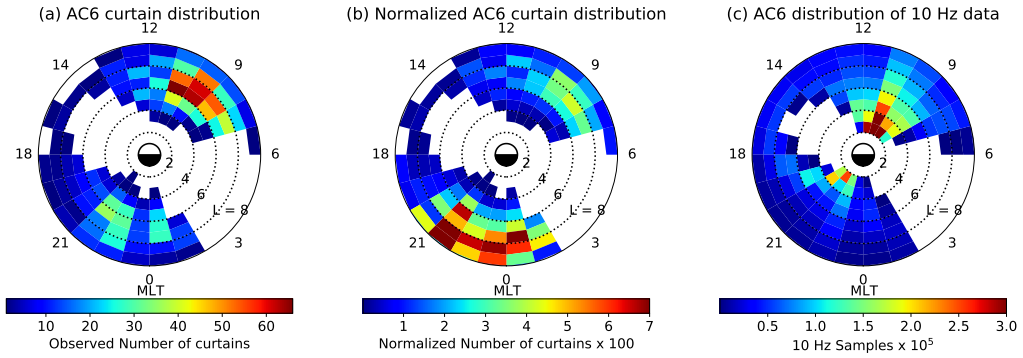 (a) AC6 curtain distribution
12
14
9
18
6
2
4
6
L = 8
21
3
0
MLT
10 20 30 40 50 60
Observed Number of curtains
(b) Normalized AC6 curtain distribution
12
14
9
18
6
2
4
6
L = 8
21
3
0
MLT
1 2 3 4 5 6 7
Normalized Number of curtains x 100
(c) AC6 distribution of 10 Hz data
12
14
9
18
6
2
4
6
L = 8
21
3
0
MLT
0.5 1.0 1.5 2.0 2.5 3.0
10 Hz Samples x 10⁵